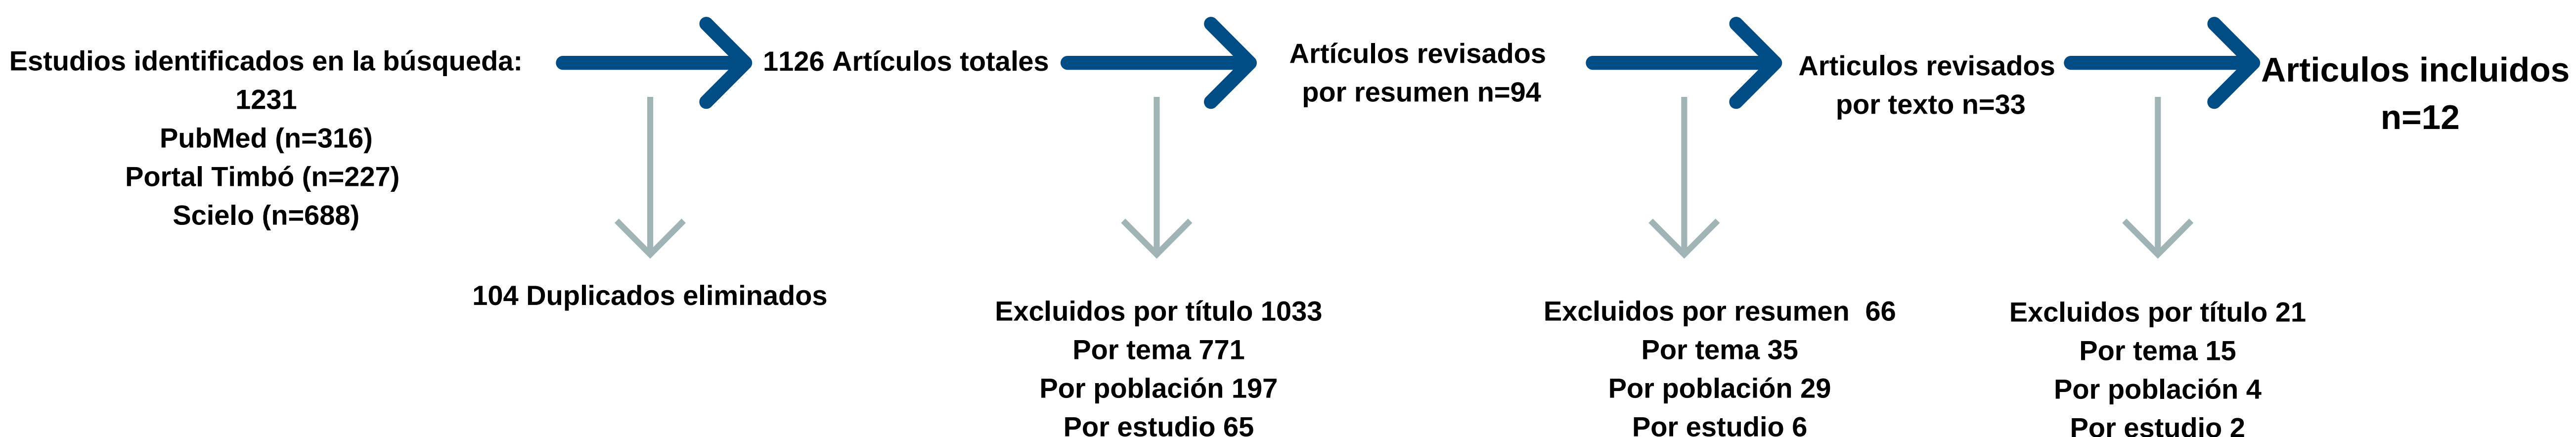 Estudios identificados en la búsqueda:
1231
PubMed (n=316)
Portal Timbó (n=227)
Scielo (n=688)
104 Duplicados eliminados
1126 Artículos totales
Excluidos por título 1033
Por tema 771
Por población 197
Por estudio 65
Artículos revisados
por resumen n=94
Excluidos por resumen  66
Por tema 35
Por población 29
Por estudio 6
Articulos revisados
por texto n=33
Excluidos por título 21
Por tema 15
Por población 4
Por estudio 2
Articulos incluidos
n=12